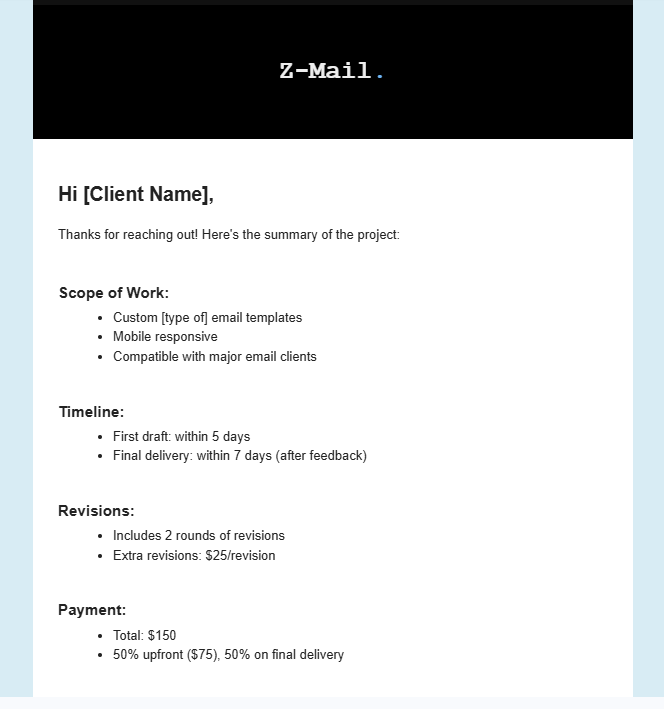 Z-Mail.
Hi [Client Name],
Thanks for reaching out! Here's the summary of the project:
Scope of Work:
• Custom [type of] email templates
• Mobile responsive
• Compatible with major email clients
Timeline:
• First draft: within 5 days
• Final delivery: within 7 days (after feedback)
Revisions:
• Includes 2 rounds of revisions
• Extra revisions: $25/revision
Payment:
• Total: $150
• 50% upfront ($75), 50% on final delivery